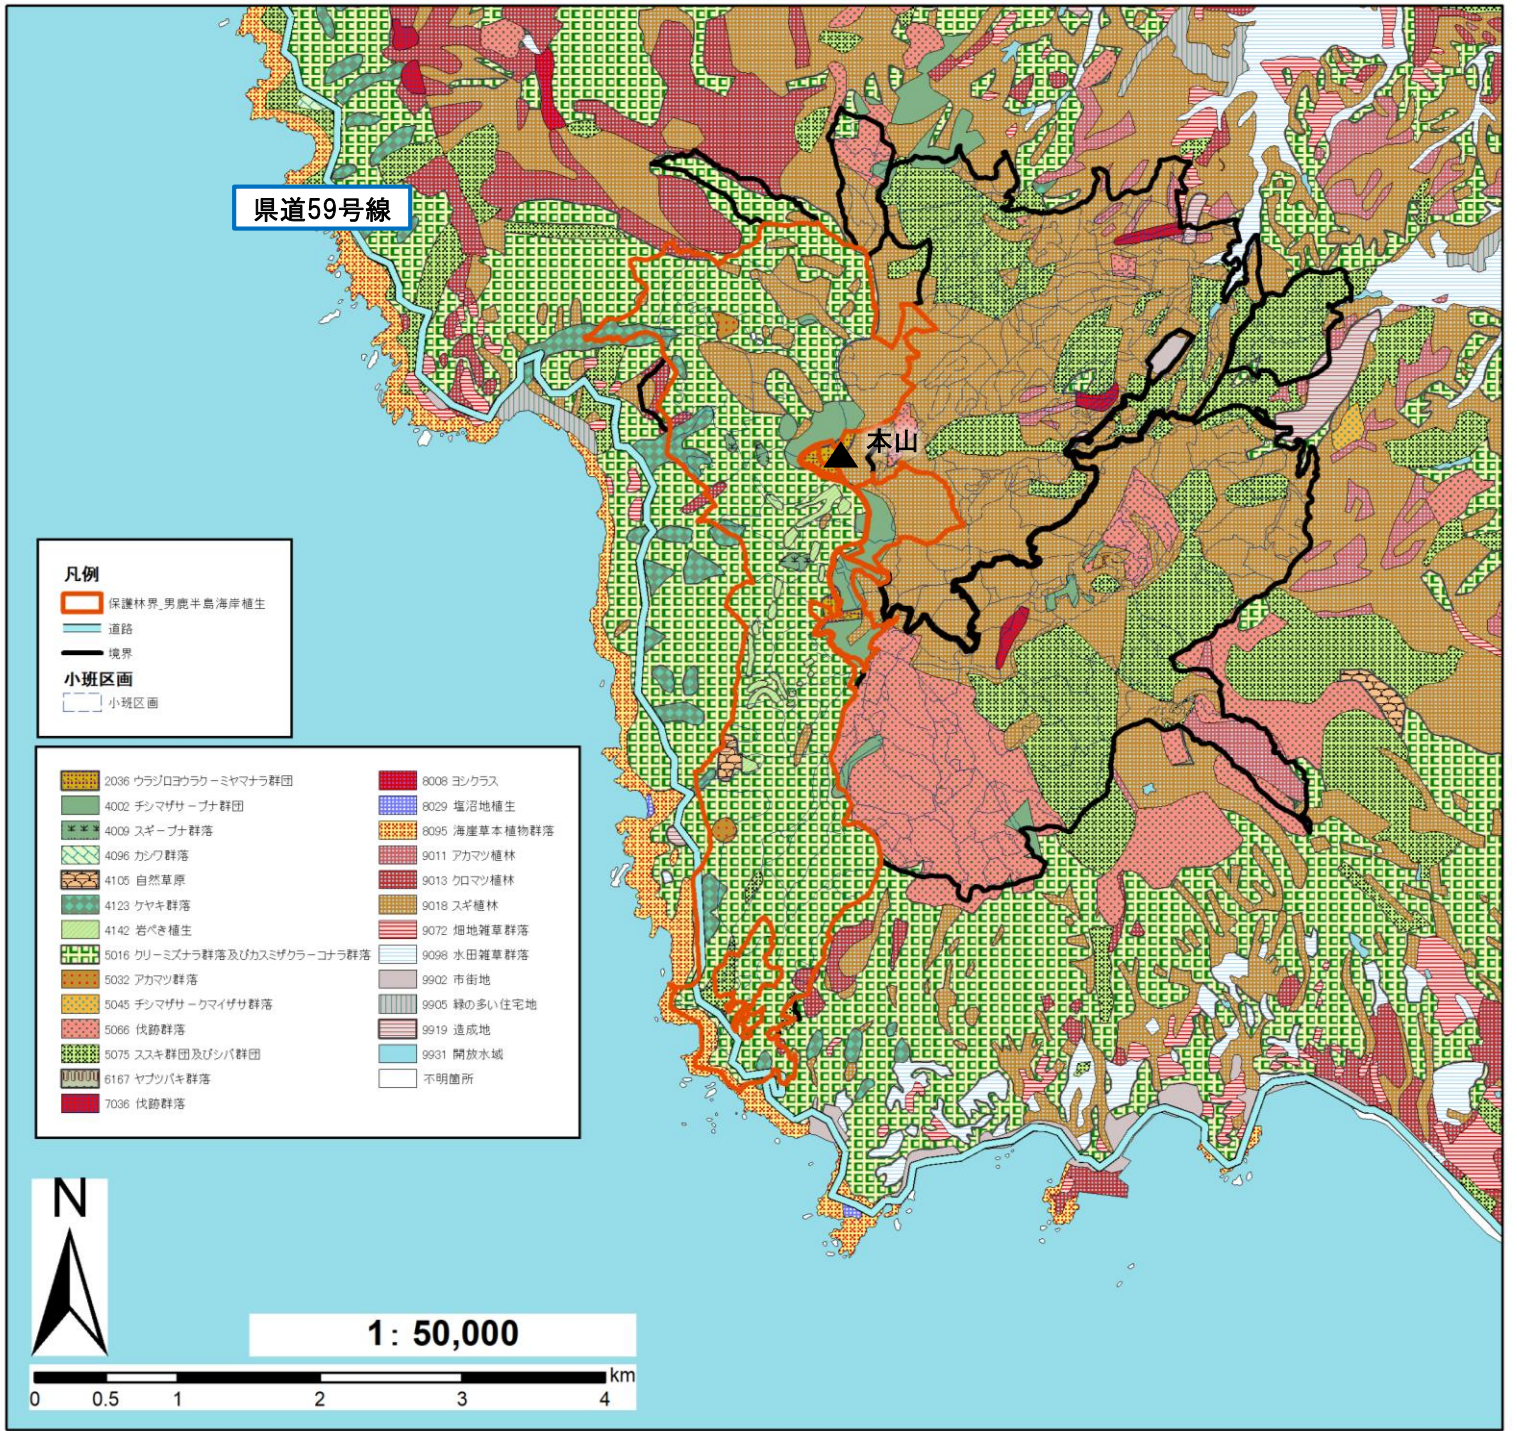 県道59号線
本山
凡例
保護林界_男鹿半島海岸植生
道路
境界
小班区画
小班区画
2036 ウラジロヨウラクーミヤマナラ群団
4002 チシマザサーブナ群団
4009 スギーブナ群落
4096 カシワ群落
4105 自然草原
4123 ケヤキ群落
4142 岩ぺき植生
5016 クリーミズナラ群落及びカスミザクラーコナラ群落
5032 アカマツ群落
5045 チシマザサークマイザサ群落
5066 伐跡群落
5075 ススキ群団及びシバ群団
6167 ヤブツバキ群落
7036 伐跡群落
8008 ヨシクラス
8029 塩沼地植生
8095 海崖草本植物群落
9011 アカマツ植林
9013 クロマツ植林
9018 スギ植林
9072 畑地雑草群落
9098 水田雑草群落
9902 市街地
9905 緑の多い住宅地
9919 造成地
9931 開放水域
不明箇所
N
1: 50,000
km
0 0.5 1 2 3 4